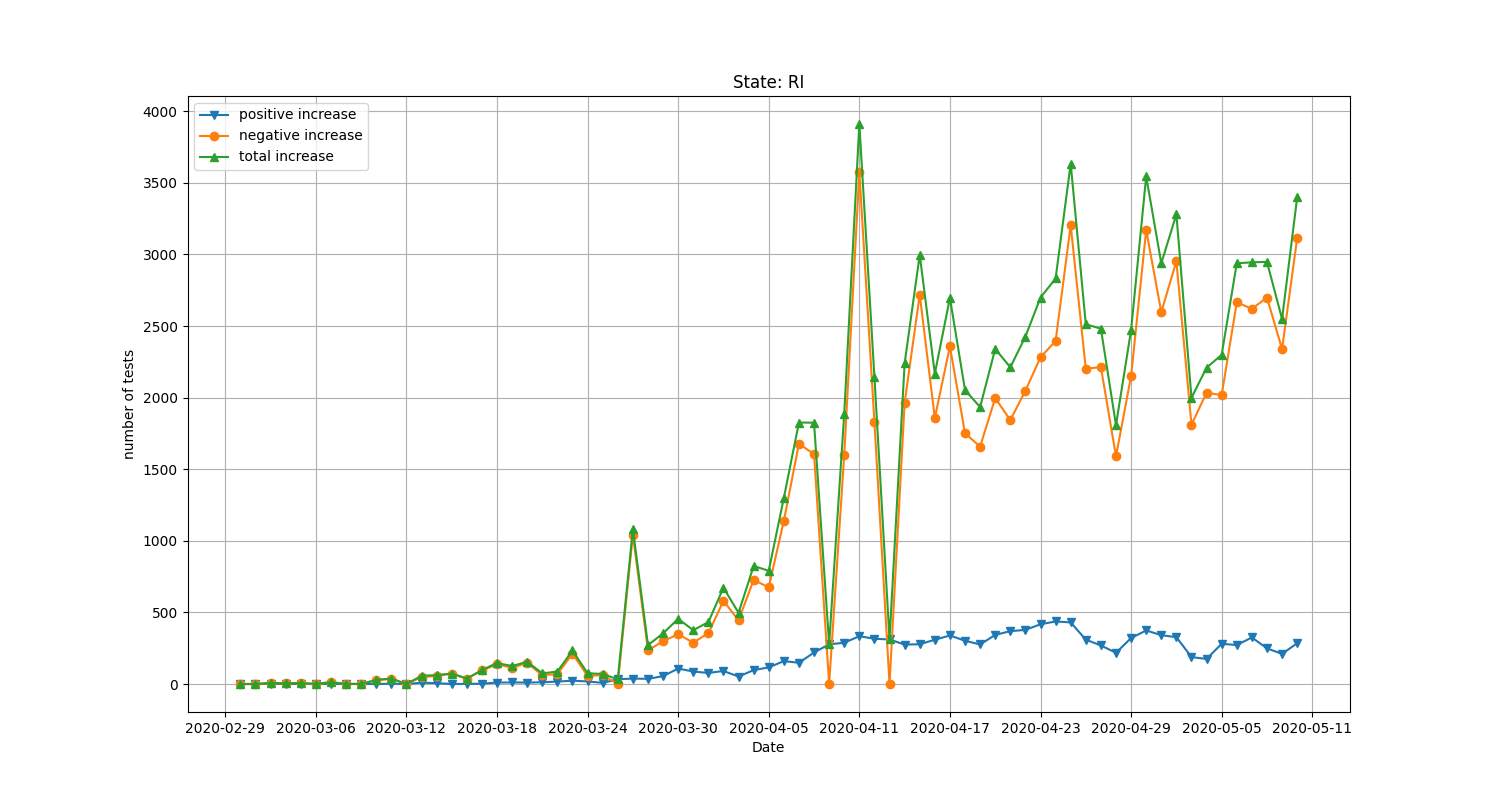 State: RI
positive increase
negative increase
total increase
4000
3500
3000
2500
2000
1500
1000
500
0
number of tests
2020-02-29 2020-03-06 2020-03-12 2020-03-18 2020-03-24 2020-03-30 2020-04-05 2020-04-11 2020-04-17 2020-04-23 2020-04-29 2020-05-05 2020-05-11
Date